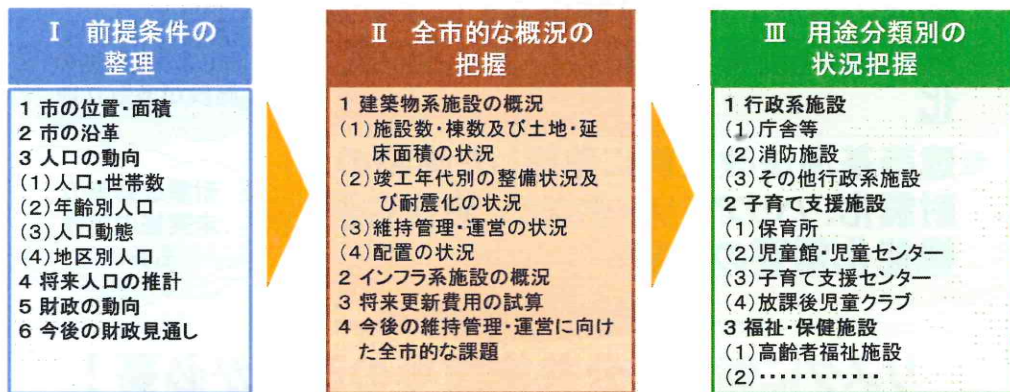 Ⅰ 前提条件の
整理
1 市の位置・面積
2 市の沿革
3 人口の動向
(1)人口・世帯数
(2)年齢別人口
(3)人口動態
(4)地区別人口
4 将来人口の推計
5 財政の動向
6 今後の財政見通し
Ⅱ 全市的な概況の
把握
1 建築物系施設の概況
(1)施設数・棟数及び土地・延
床面積の状況
(2)竣工年代別の整備状況及
び耐震化の状況
(3)維持管理・運営の状況
(4)配置の状況
2 インフラ系施設の概況
3 将来更新費用の試算
4 今後の維持管理・運営に向け
た全市的な課題
Ⅲ 用途分類別の
状況把握
1 行政系施設
(1)庁舎等
(2)消防施設
(3)その他行政系施設
2 子育て支援施設
(1)保育所
(2)児童館・児童センター
(3)子育て支援センター
(4)放課後児童クラブ
3 福祉・保健施設
(1)高齢者福祉施設
(2)・・・・・・・・・・・・